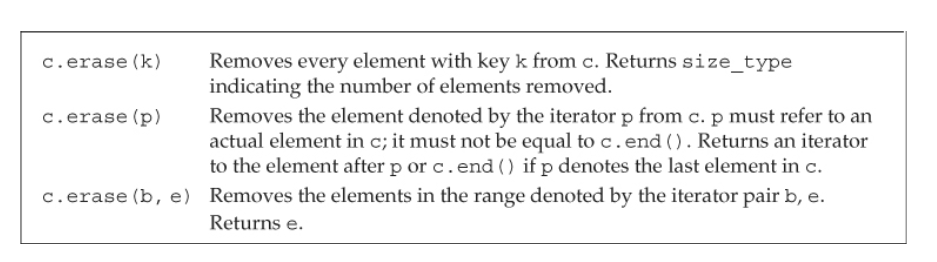 c.erase(k) Removes every element with key k from c. Returns size_type
indicating the number of elements removed.
c.erase(p) Removes the element denoted by the iterator p from c. p must refer to an
actual element in c; it must not be equal to c.end(). Returns an iterator
to the element after p or c.end() if p denotes the last element in c.
c.erase(b, e) Removes the elements in the range denoted by the iterator pair b, e.
Returns e.